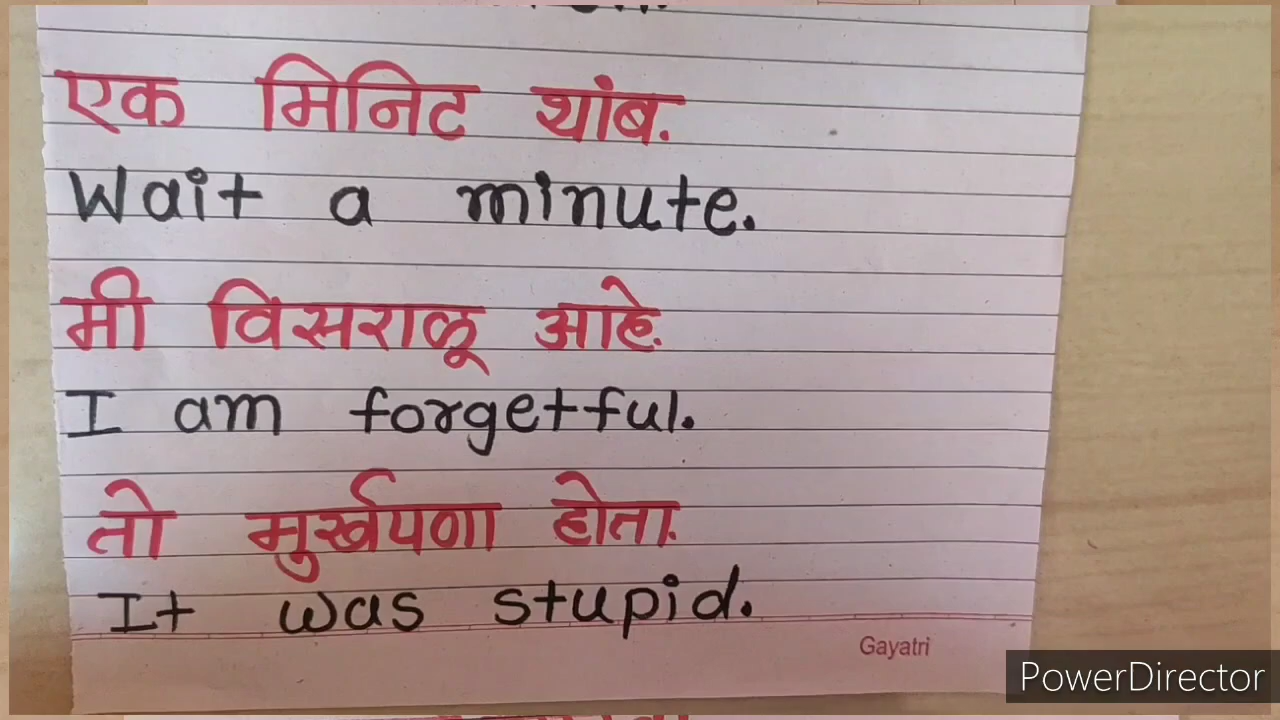 एक मिनिट थांब.
Wait a minute.
मी विसराळू आहे.
I am forgetful.
तो मुर्खपणा होता.
It was stupid.
Gayatri
PowerDirector